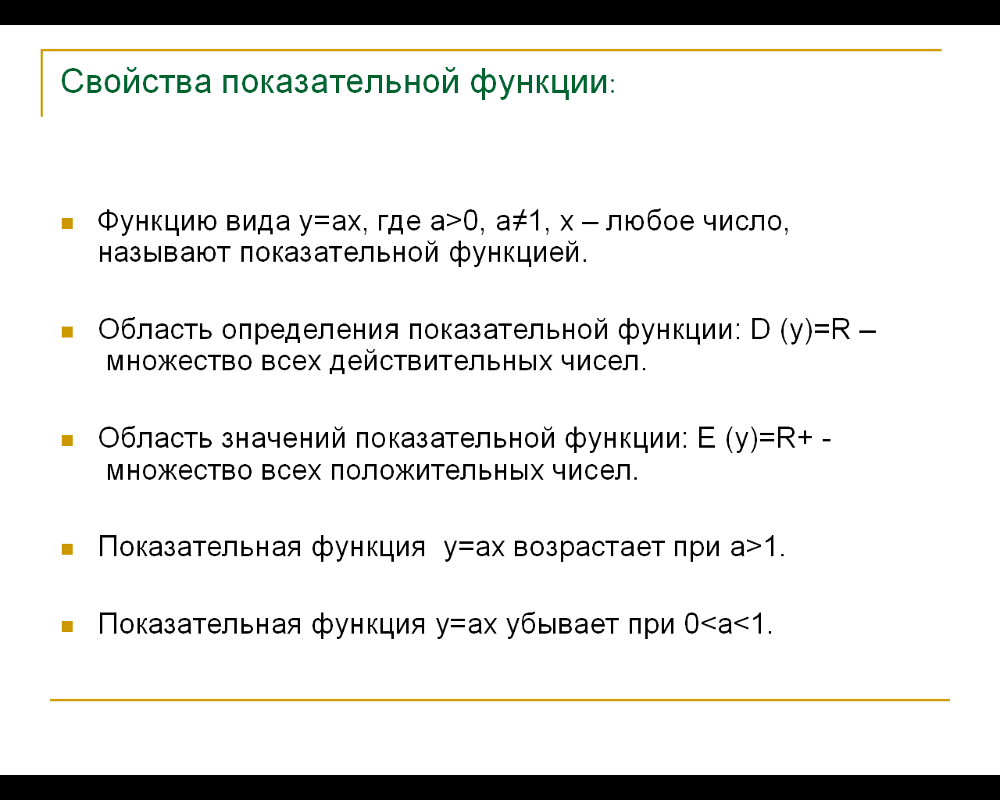 Свойства показательной функции:
Функцию вида y=ax, где a>0, a≠1, x – любое число,
называют показательной функцией.
Область определения показательной функции: D (y)=R –
множество всех действительных чисел.
Область значений показательной функции: E (y)=R+ -
множество всех положительных чисел.
Показательная функция  y=ax возрастает при a>1.
Показательная функция y=ax убывает при 0<a<1.